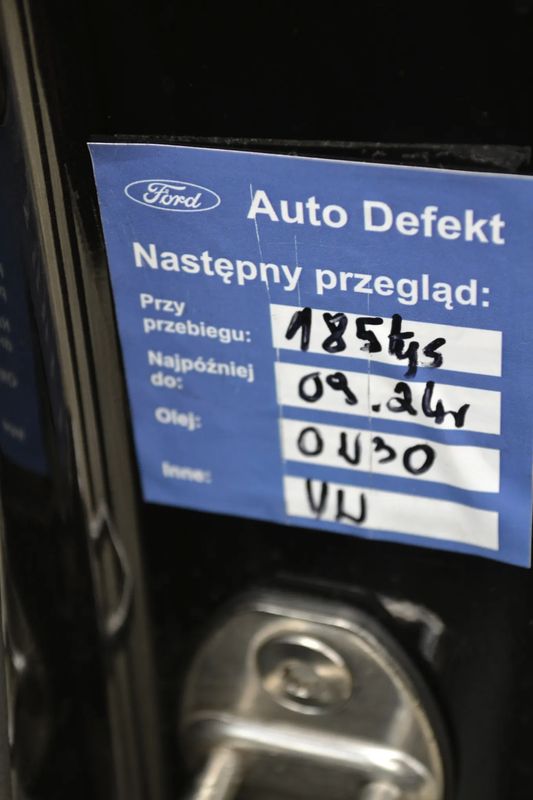 Ford
Auto Defekt
Następny przegląd:
Przy
przebiegu:
185tys
Najpóźniej
do:
09.24r
Olej:
0W30
Inne:
VW